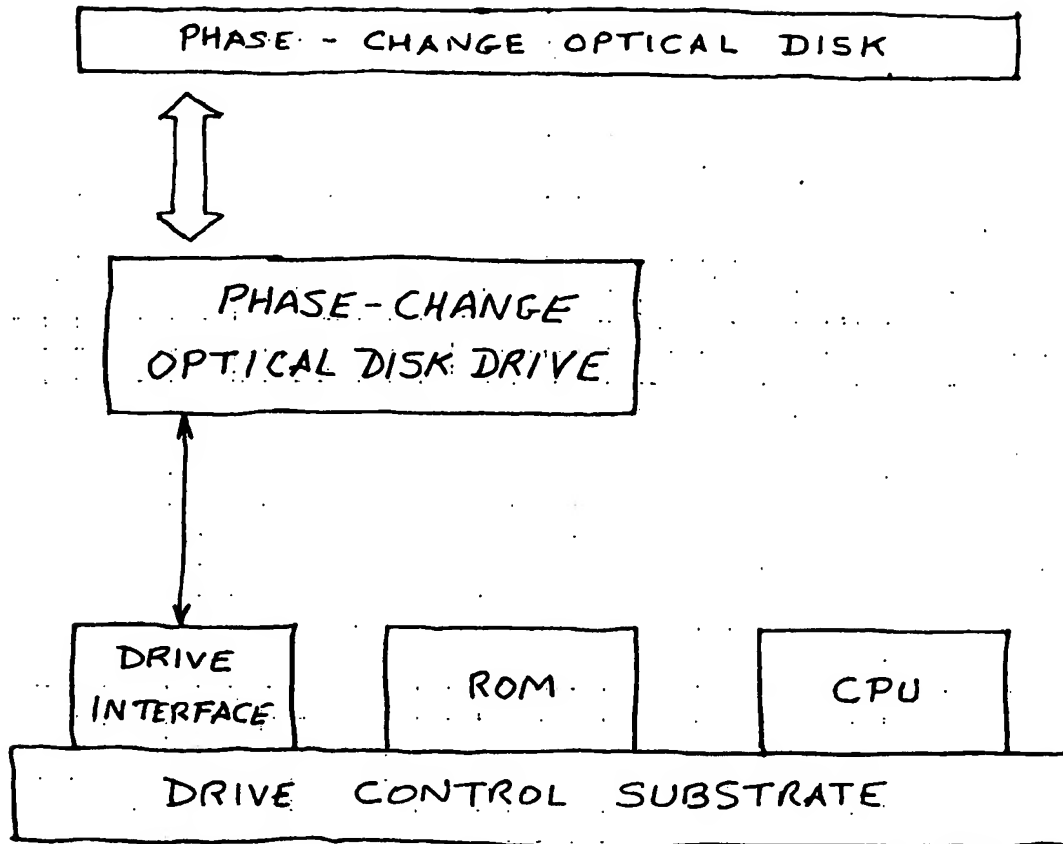 PHASE - CHANGE OPTICAL DISK
PHASE-CHANGE
OPTICAL DISK DRIVE
DRIVE
INTERFACE
ROM
CPU
DRIVE CONTROL SUBSTRATE